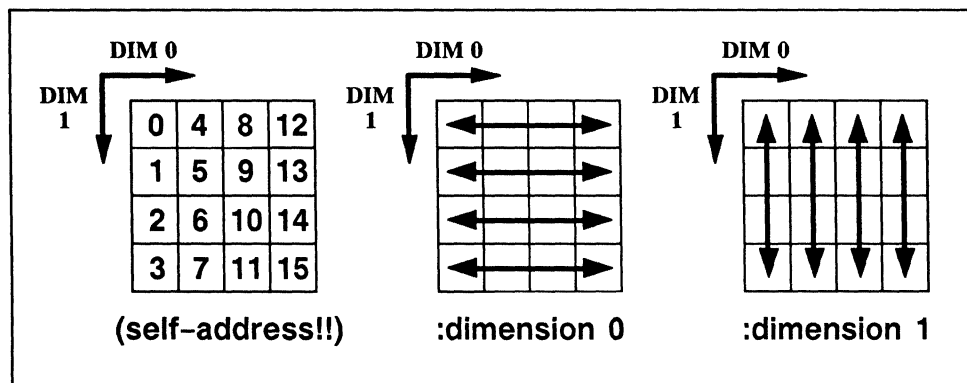 DIM 0
DIM
1
0 4 8 12
1 5 9 13
2 6 10 14
3 7 11 15
(self-address!!)
DIM 0
DIM
1
:dimension 0
DIM 0
DIM
1
:dimension 1